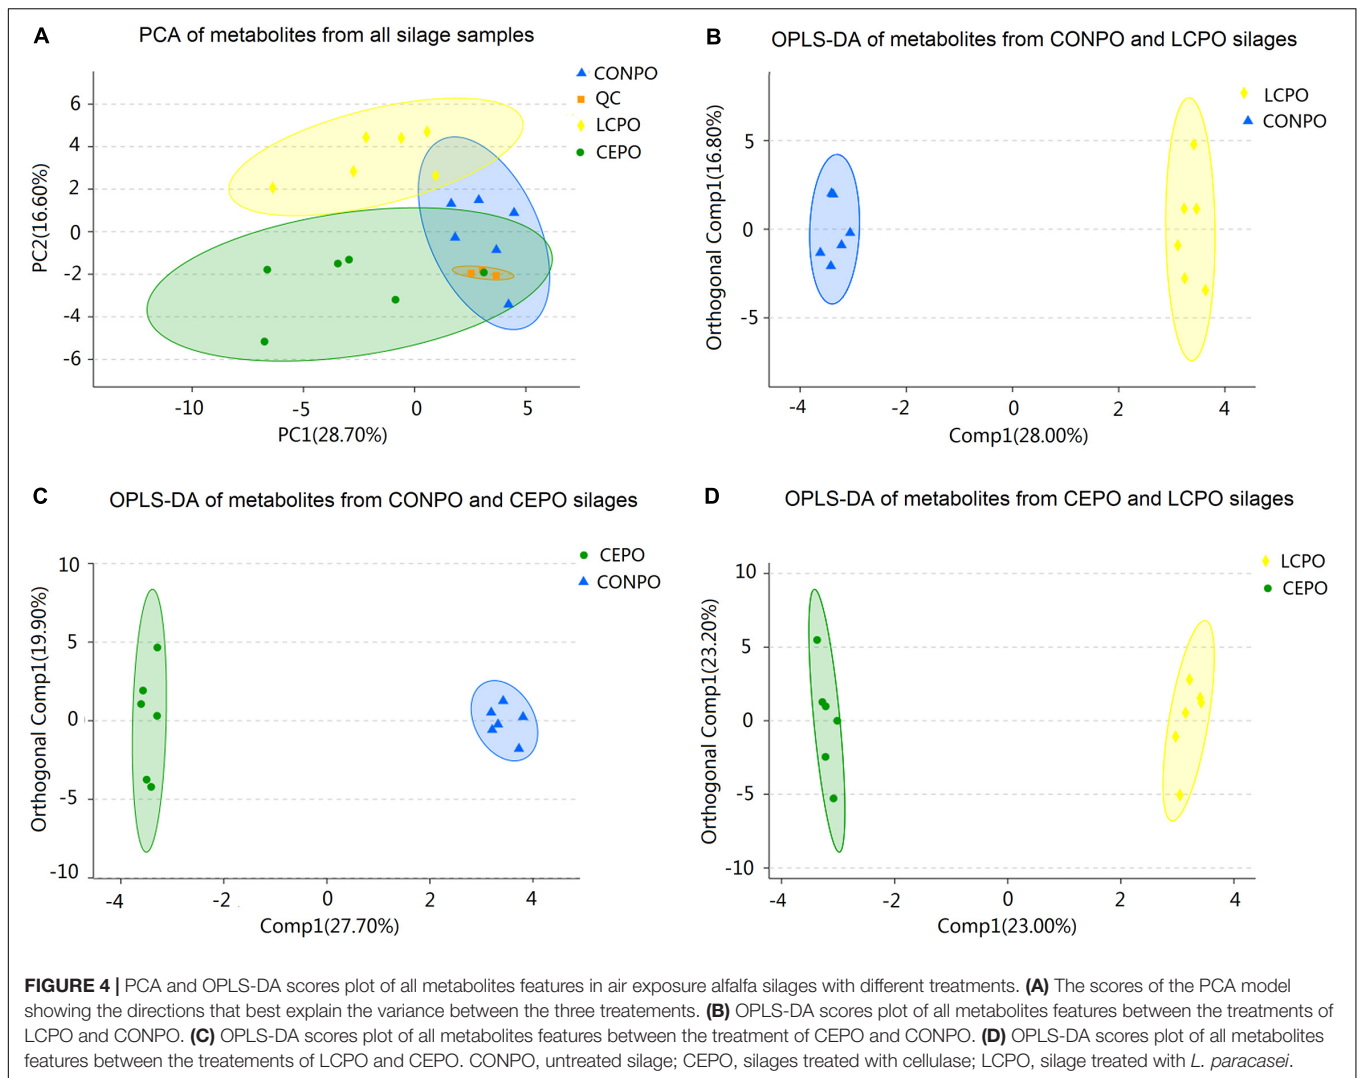 A
PCA of metabolites from all silage samples
CONPO
QC
LCPO
CEPO
6
4
2
0
-2
-4
-6
PC2(16.60%)
-10
-5
0
5
PC1(28.70%)
B
OPLS-DA of metabolites from CONPO and LCPO silages
LCPO
CONPO
5
0
-5
Orthogonal Comp1(16.80%)
-4
-2
0
2
4
Comp1(28.00%)
C
OPLS-DA of metabolites from CONPO and CEPO silages
CEPO
CONPO
10
5
0
-5
-10
Orthogonal Comp1(19.90%)
-4
-2
0
2
4
Comp1(27.70%)
D
OPLS-DA of metabolites from CEPO and LCPO silages
LCPO
CEPO
10
5
0
-5
-10
Orthogonal Comp1(23.20%)
-4
-2
0
2
4
Comp1(23.00%)
FIGURE 4 | PCA and OPLS-DA scores plot of all metabolites features in air exposure alfalfa silages with different treatments. (A) The scores of the PCA model
showing the directions that best explain the variance between the three treatements. (B) OPLS-DA scores plot of all metabolites features between the treatments of
LCPO and CONPO. (C) OPLS-DA scores plot of all metabolites features between the treatment of CEPO and CONPO. (D) OPLS-DA scores plot of all metabolites
features between the treatements of LCPO and CEPO. CONPO, untreated silage; CEPO, silages treated with cellulase; LCPO, silage treated with L. paracasei.